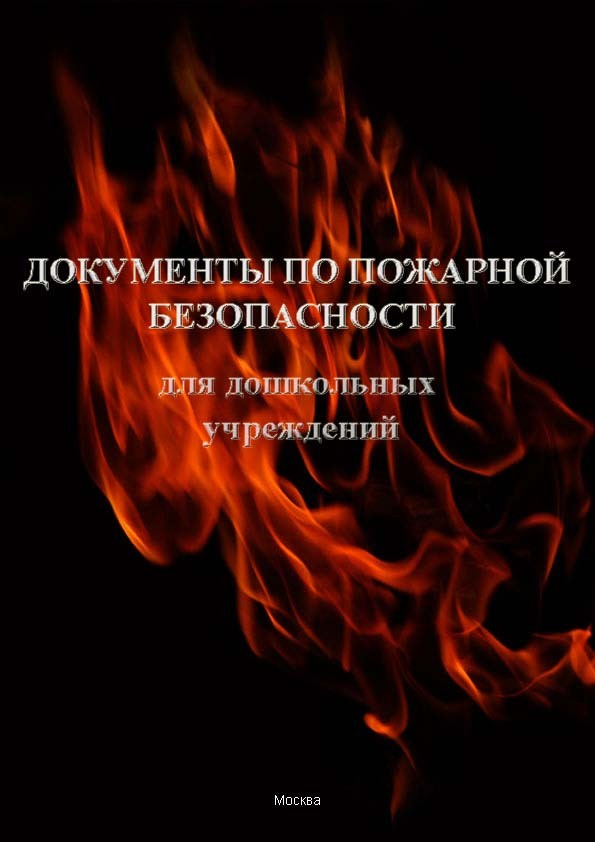 ДОКУМЕНТЫ ПО ПОЖАРНОЙ
БЕЗОПАСНОСТИ
для дошкольных
учреждений
Москва